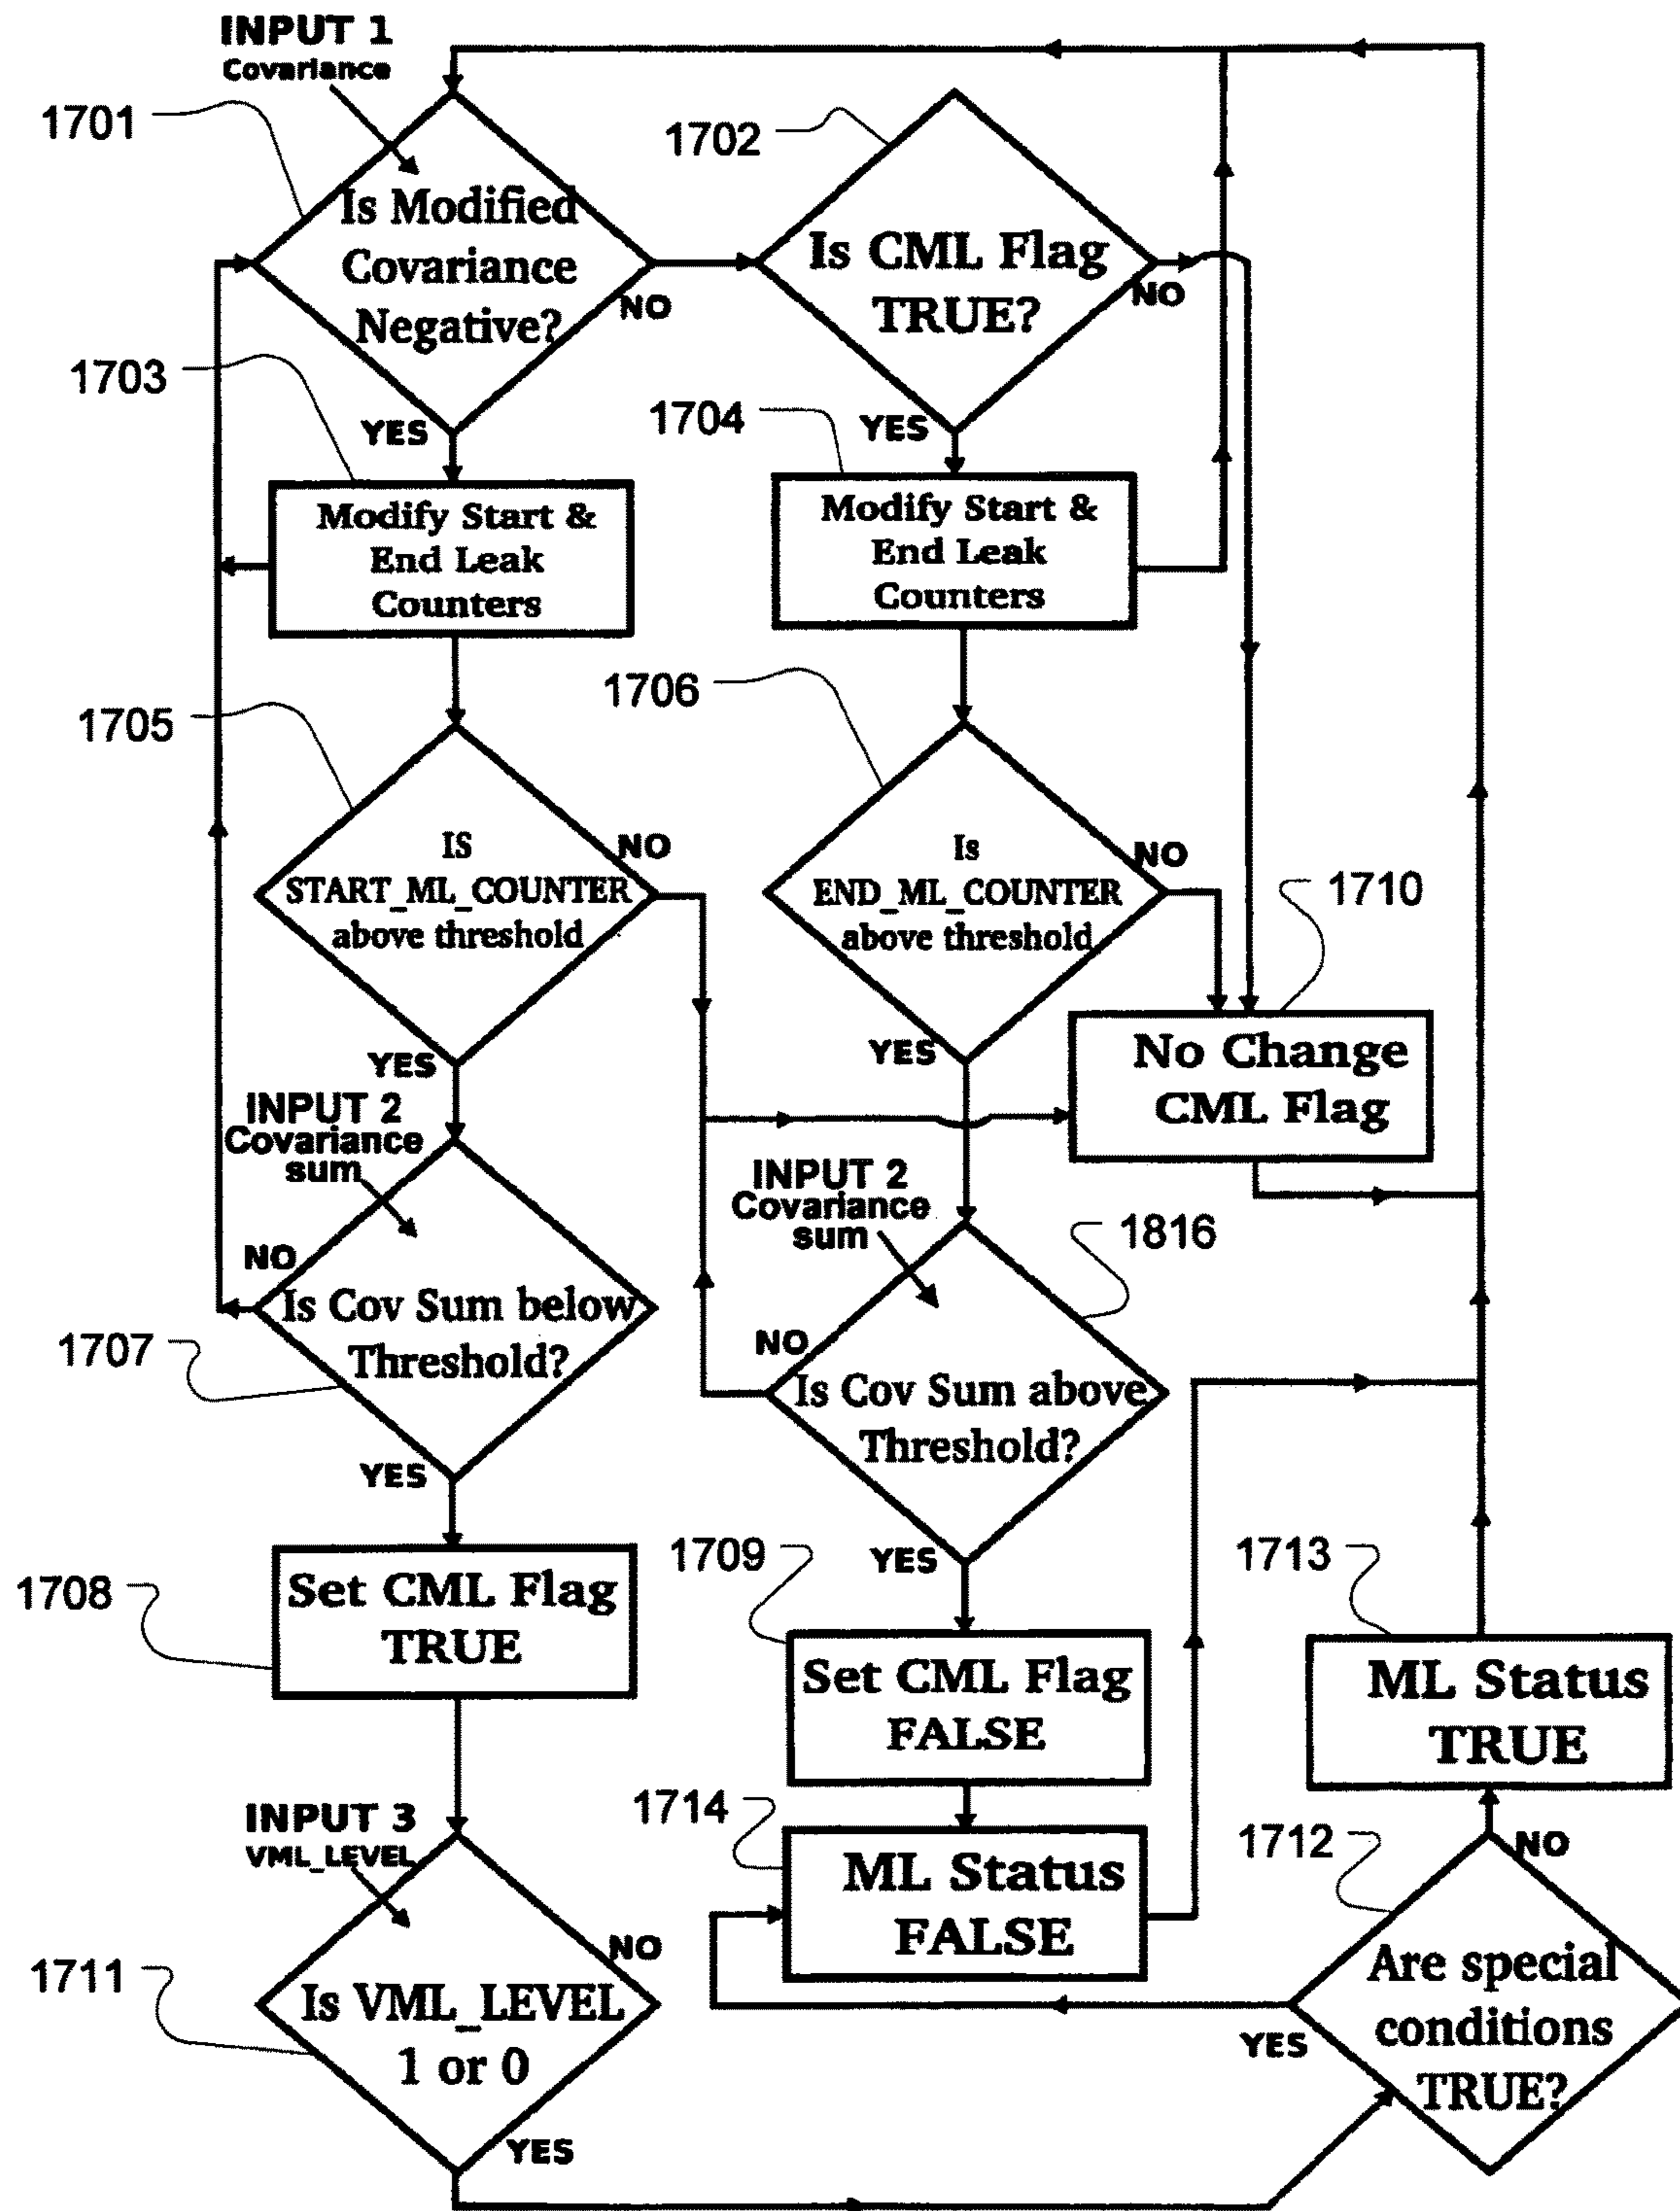 INPUT 1
Covariance
1701
Is Modified
Covariance
Negative?
NO
YES
1702
Is CML Flag
TRUE?
NO
YES
1703
Modify Start &
End Leak
Counters
1704
Modify Start &
End Leak
Counters
1705
IS
START_ML_COUNTER
above threshold
NO
YES
1706
Is
END_ML_COUNTER
above threshold
NO
YES
1710
No Change
CML Flag
INPUT 2
Covariance
sum
NO
Is Cov Sum below
Threshold?
1707
YES
INPUT 2
Covariance
sum
1816
NO
Is Cov Sum above
Threshold?
YES
1708
Set CML Flag
TRUE
1709
Set CML Flag
FALSE
1713
ML Status
TRUE
1714
ML Status
FALSE
INPUT 3
VML_LEVEL
1711
Is VML_LEVEL
1 or 0
NO
YES
1712
NO
Are special
conditions
TRUE?
YES